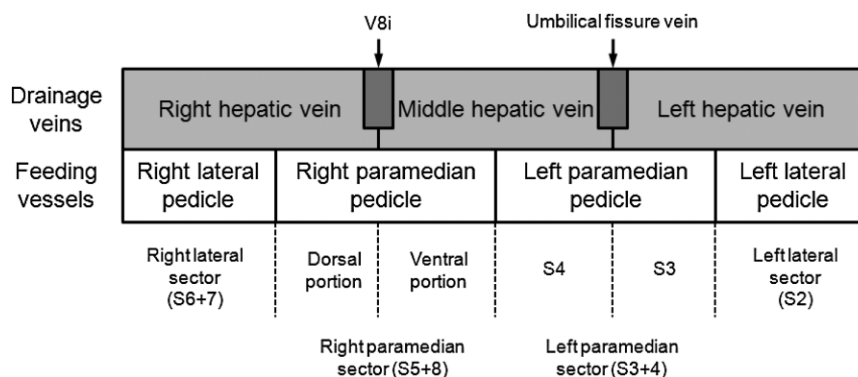 V8i
Umbilical fissure vein
Drainage
veins
Right hepatic vein
Middle hepatic vein
Left hepatic vein
Feeding
vessels
Right lateral
pedicle
Right paramedian
pedicle
Left paramedian
pedicle
Left lateral
pedicle
Right lateral
sector
(S6+7)
Dorsal
portion
Ventral
portion
S4
S3
Left lateral
sector
(S2)
Right paramedian
sector (S5+8)
Left paramedian
sector (S3+4)